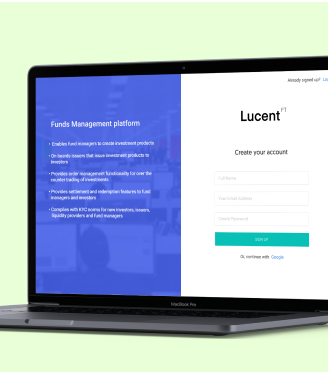 Already signed up?
Funds Management platform
• Enables fund managers to create investment products
• On boards issuers that issue investment products to
investors
• Provides order management functionality for over the
counter trading of investments
• Provides settlement and redemption features to fund
managers and investors
• Complies with KYC norms for new investors, issuers,
liquidity providers and fund managers
Lucent FT
Create your account
Full Name
Your Email Address
SIGN UP
Or, continue with Google
MacBook Pro